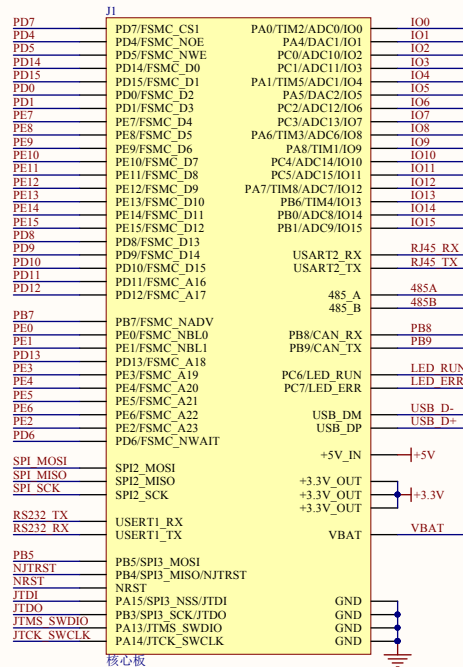 J1
PD7 PD7/FSMC_CS1 PA0/TIM2/ADC0/IO0 IO0
PD4 PD4/FSMC_NOE PA4/DAC1/IO1 IO1
PD5 PD5/FSMC_NWE PC0/ADC10/IO2 IO2
PD14 PD14/FSMC_D0 PC1/ADC11/IO3 IO3
PD15 PD15/FSMC_D1 PA1/TIM5/ADC1/IO4 IO4
PD0 PD0/FSMC_D2 PA5/DAC2/IO5 IO5
PD1 PD1/FSMC_D3 PC2/ADC12/IO6 IO6
PE7 PE7/FSMC_D4 PC3/ADC13/IO7 IO7
PE8 PE8/FSMC_D5 PA6/TIM3/ADC6/IO8 IO8
PE9 PE9/FSMC_D6 PA8/TIM1/IO9 IO9
PE10 PE10/FSMC_D7 PC4/ADC14/IO10 IO10
PE11 PE11/FSMC_D8 PC5/ADC15/IO11 IO11
PE12 PE12/FSMC_D9 PA7/TIM8/ADC7/IO12 IO12
PE13 PE13/FSMC_D10 PB6/TIM4/IO13 IO13
PE14 PE14/FSMC_D11 PB0/ADC8/IO14 IO14
PE15 PE15/FSMC_D12 PB1/ADC9/IO15 IO15
PD8 PD8/FSMC_D13
PD9 PD9/FSMC_D14 USART2_RX RJ45_RX
PD10 PD10/FSMC_D15 USART2_TX RJ45_TX
PD11 PD11/FSMC_A16
PD12 PD12/FSMC_A17 485_A 485A
485_B 485B
PB7 PB7/FSMC_NADV
PE0 PE0/FSMC_NBL0 PB8/CAN_RX PB8
PE1 PE1/FSMC_NBL1 PB9/CAN_TX PB9
PD13 PD13/FSMC_A18
PE3 PE3/FSMC_A19 PC6/LED_RUN LED_RUN
PE4 PE4/FSMC_A20 PC7/LED_ERR LED_ERR
PE5 PE5/FSMC_A21
PE6 PE6/FSMC_A22 USB_DM USB_D-
PE2 PE2/FSMC_A23 USB_DP USB_D+
PD6 PD6/FSMC_NWAIT
+5V_IN +5V
SPI_MOSI SPI2_MOSI
SPI_MISO SPI2_MISO +3.3V_OUT
SPI_SCK SPI2_SCK +3.3V_OUT +3.3V
+3.3V_OUT
RS232_TX USERT1_RX
RS232_RX USERT1_TX VBAT VBAT
PB5 PB5/SPI3_MOSI
NJTRST PB4/SPI3_MISO/NJTRST
NRST NRST
JTDI PA15/SPI3_NSS/JTDI GND
JTDO PB3/SPI3_SCK/JTDO GND
JTMS_SWDIO PA13/JTMS_SWDIO GND
JTCK_SWCLK PA14/JTCK_SWCLK GND
核心板